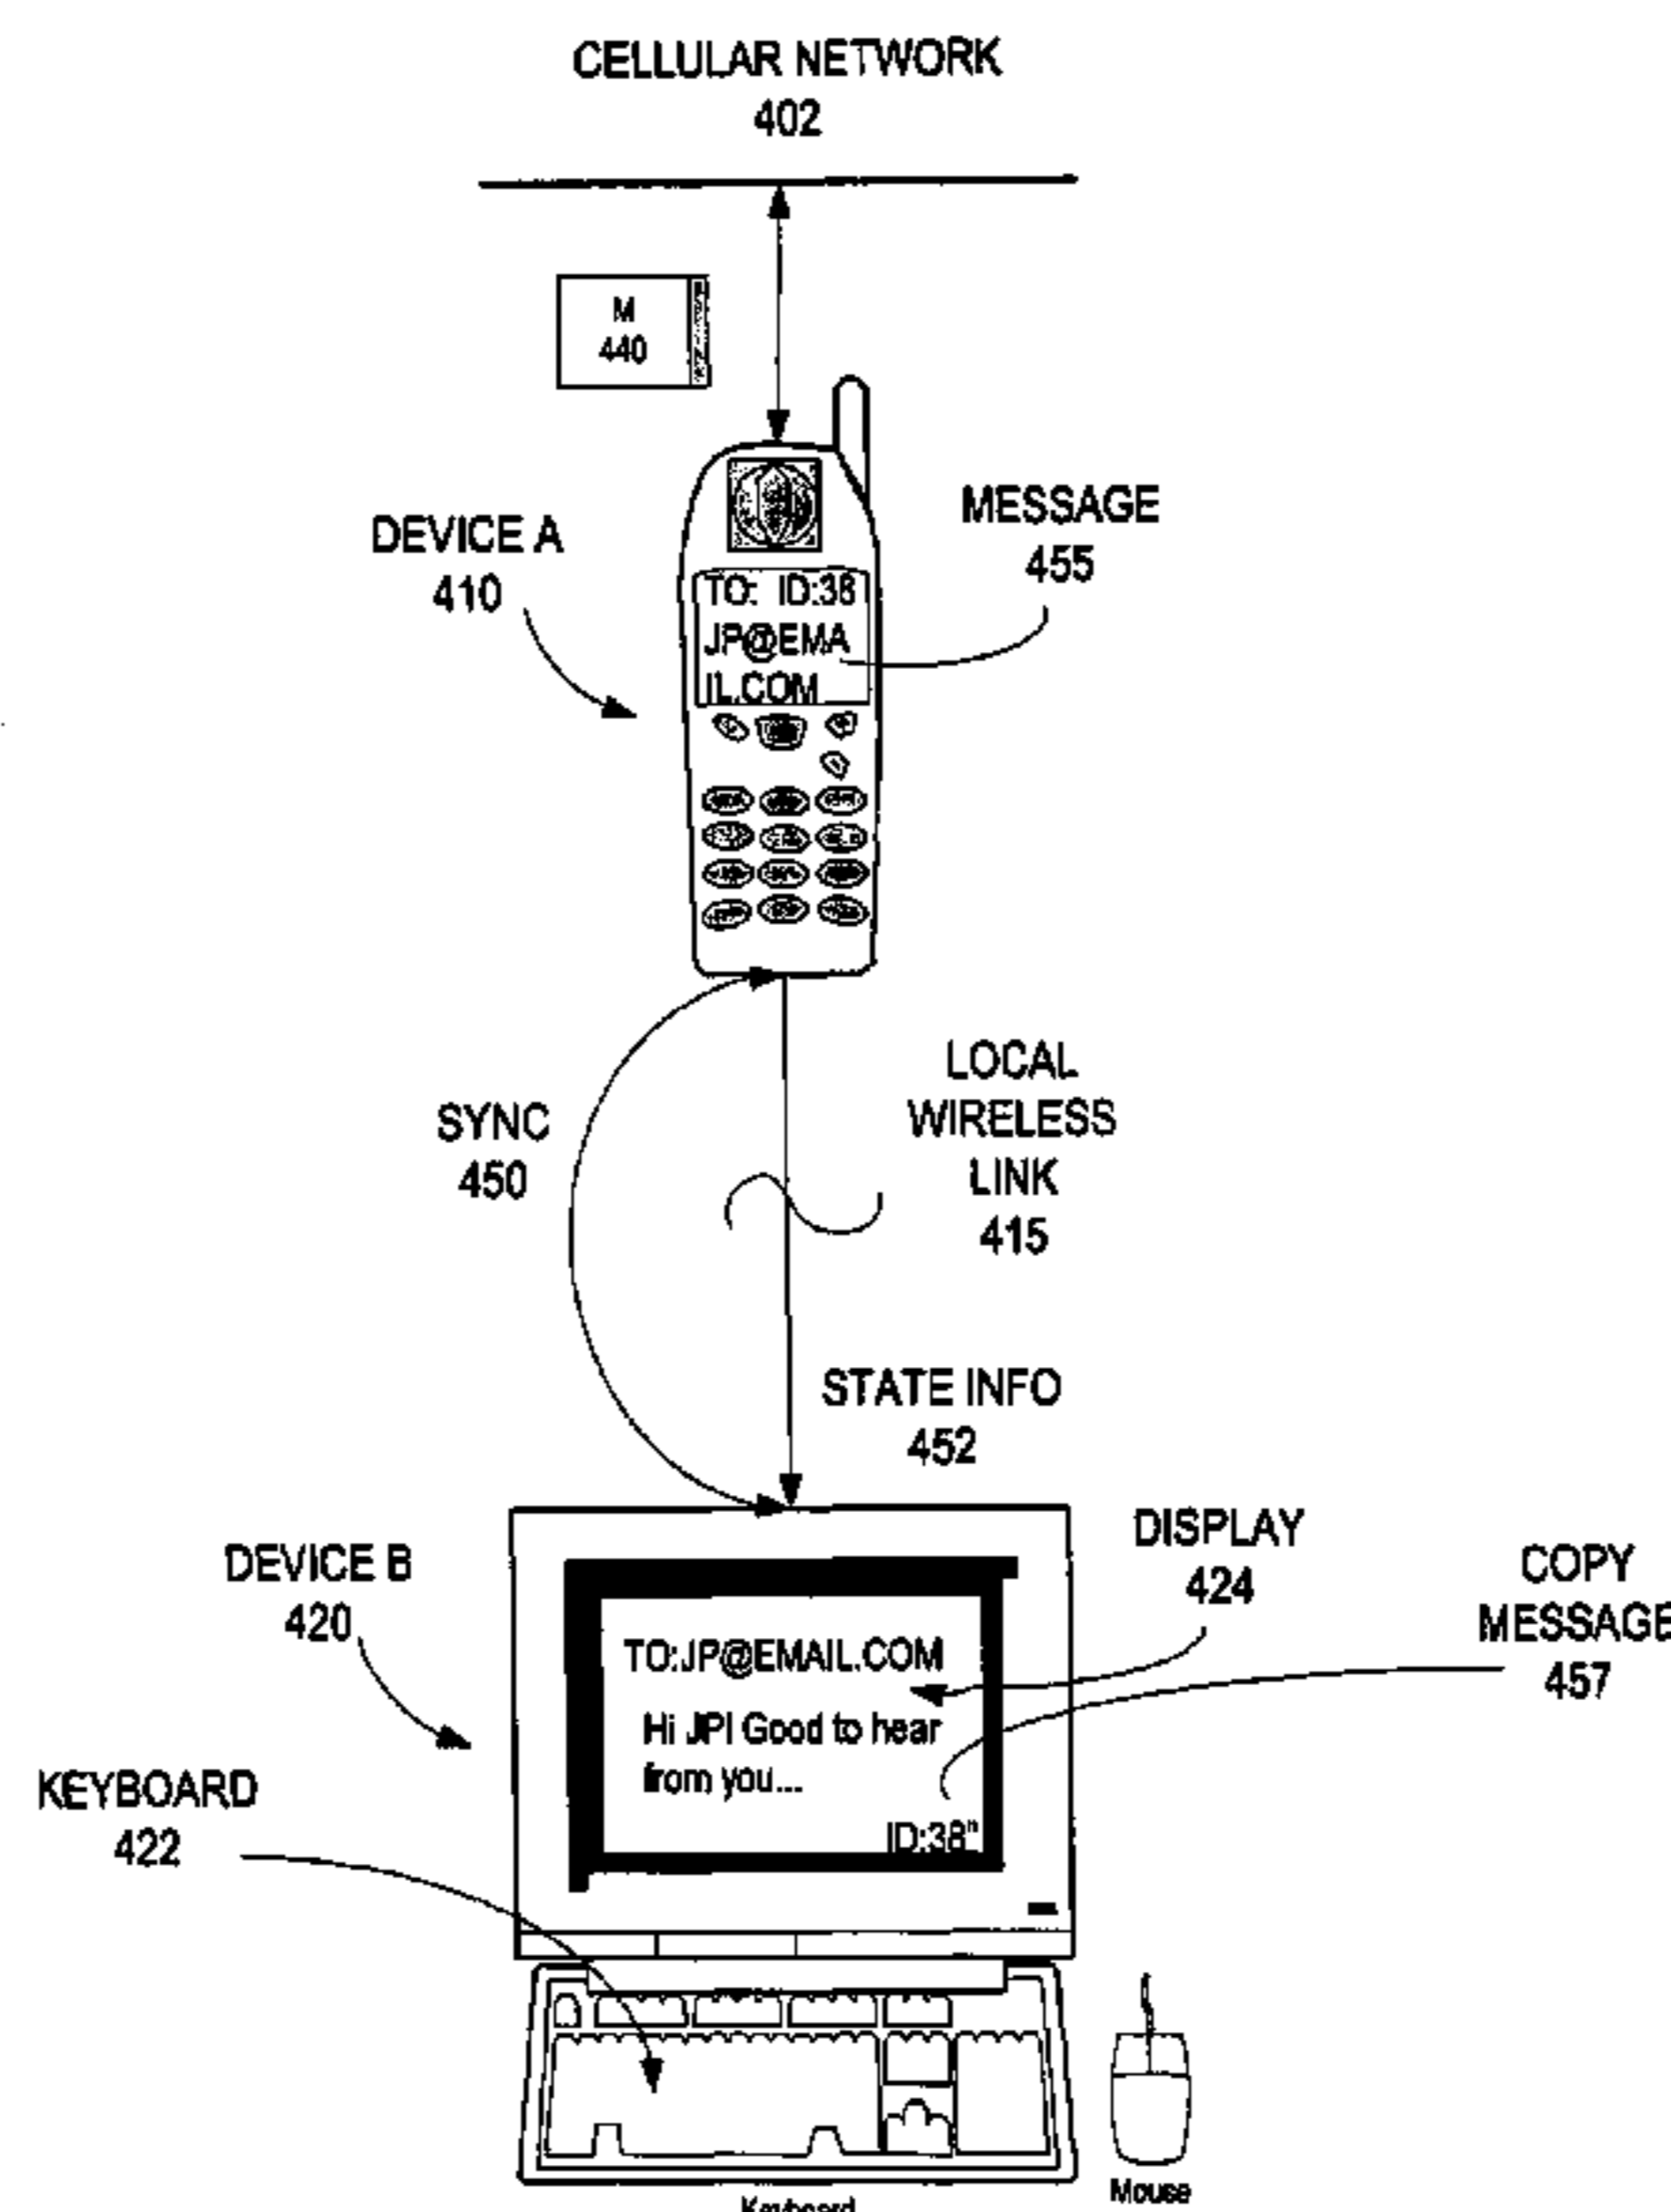 CELLULAR NETWORK
402
M
440
DEVICE A
410
MESSAGE
455
TO: ID:38
JP@EMA
IL.COM
SYNC
450
LOCAL
WIRELESS
LINK
415
STATE INFO
452
DEVICE B
420
DISPLAY
424
COPY
MESSAGE
457
TO:JP@EMAIL.COM
Hi JP! Good to hear
from you...
ID:38"
KEYBOARD
422
Keyboard
Mouse